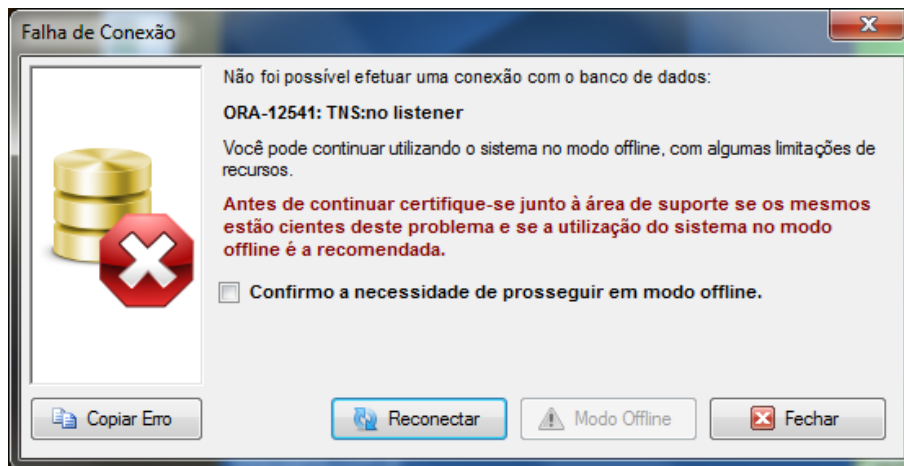 Falha de Conexão
Não foi possível efetuar uma conexão com o banco de dados:
ORA-12541: TNS:no listener
Você pode continuar utilizando o sistema no modo offline, com algumas limitações de
recursos.
Antes de continuar certifique-se junto à área de suporte se os mesmos
estão cientes deste problema e se a utilização do sistema no modo
offline é a recomendada.
Confirmo a necessidade de prosseguir em modo offline.
Copiar Erro
Reconectar
Modo Offline
Fechar